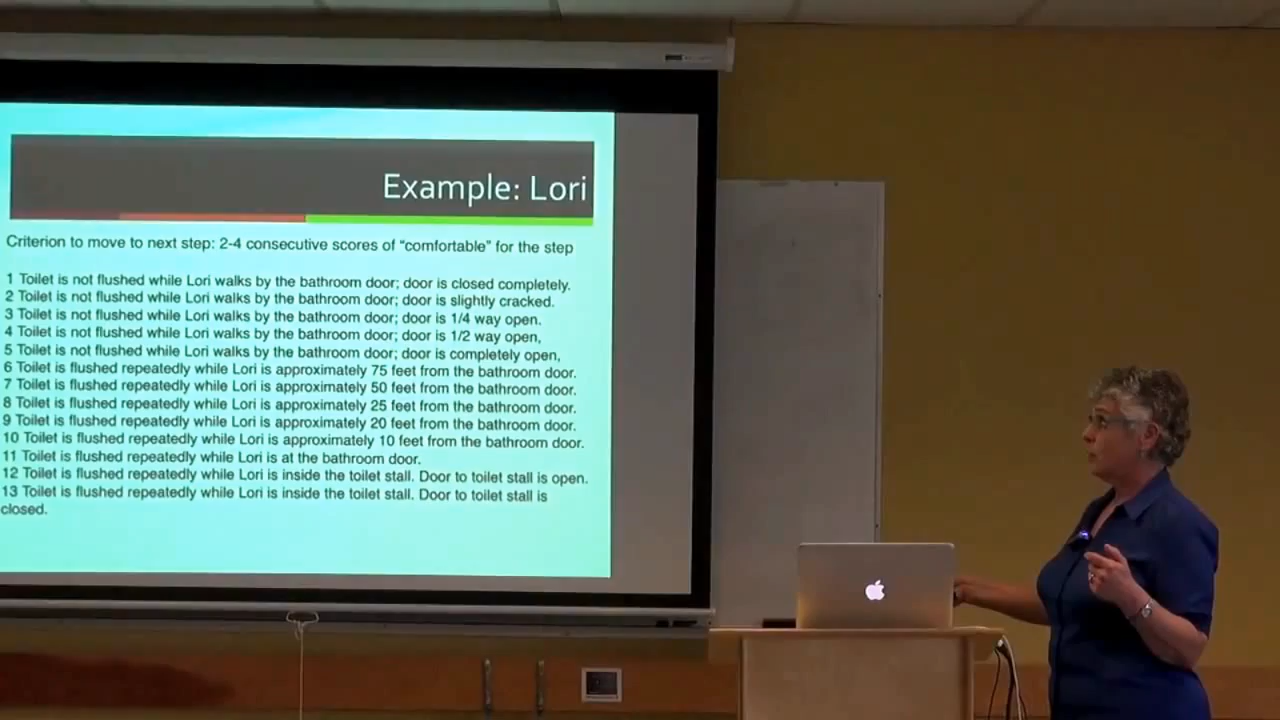 Example: Lori
Criterion to move to next step: 2-4 consecutive scores of “comfortable” for the step
1 Toilet is not flushed while Lori walks by the bathroom door; door is closed completely.
2 Toilet is not flushed while Lori walks by the bathroom door; door is slightly cracked.
3 Toilet is not flushed while Lori walks by the bathroom door; door is 1/4 way open.
4 Toilet is not flushed while Lori walks by the bathroom door; door is 1/2 way open,
5 Toilet is not flushed while Lori walks by the bathroom door; door is completely open,
6 Toilet is flushed repeatedly while Lori is approximately 75 feet from the bathroom door.
7 Toilet is flushed repeatedly while Lori is approximately 50 feet from the bathroom door.
8 Toilet is flushed repeatedly while Lori is approximately 25 feet from the bathroom door.
9 Toilet is flushed repeatedly while Lori is approximately 20 feet from the bathroom door.
10 Toilet is flushed repeatedly while Lori is approximately 10 feet from the bathroom door.
11 Toilet is flushed repeatedly while Lori is at the bathroom door.
12 Toilet is flushed repeatedly while Lori is inside the toilet stall. Door to toilet stall is open.
13 Toilet is flushed repeatedly while Lori is inside the toilet stall. Door to toilet stall is
closed.